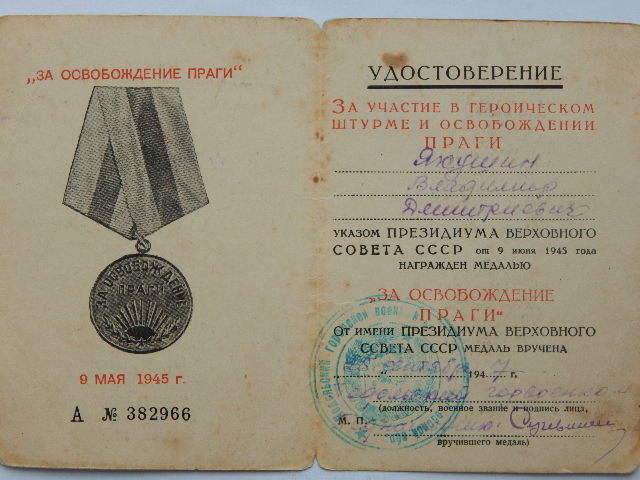 „ЗА ОСВОБОЖДЕНИЕ ПРАГИ“
ЗА ОСВОБОЖДЕНИЕ
ПРАГИ
9 МАЯ 1945 г.
А № 382966
УДОСТОВЕРЕНИЕ
ЗА УЧАСТИЕ В ГЕРОИЧЕСКОМ
ШТУРМЕ И ОСВОБОЖДЕНИИ
ПРАГИ
Якушин
Владимир
Дмитриевич
УКАЗОМ ПРЕЗИДИУМА ВЕРХОВНОГО
СОВЕТА СССР от 9 июня 1945 года
НАГРАЖДЕН МЕДАЛЬЮ
„ЗА ОСВОБОЖДЕНИЕ
ПРАГИ“
ОТ ИМЕНИ ПРЕЗИДИУМА ВЕРХОВНОГО
СОВЕТА СССР МЕДАЛЬ ВРУЧЕНА
194 7 г.
(должность, военное звание и подпись лица,
М. П.
вручившего медаль)